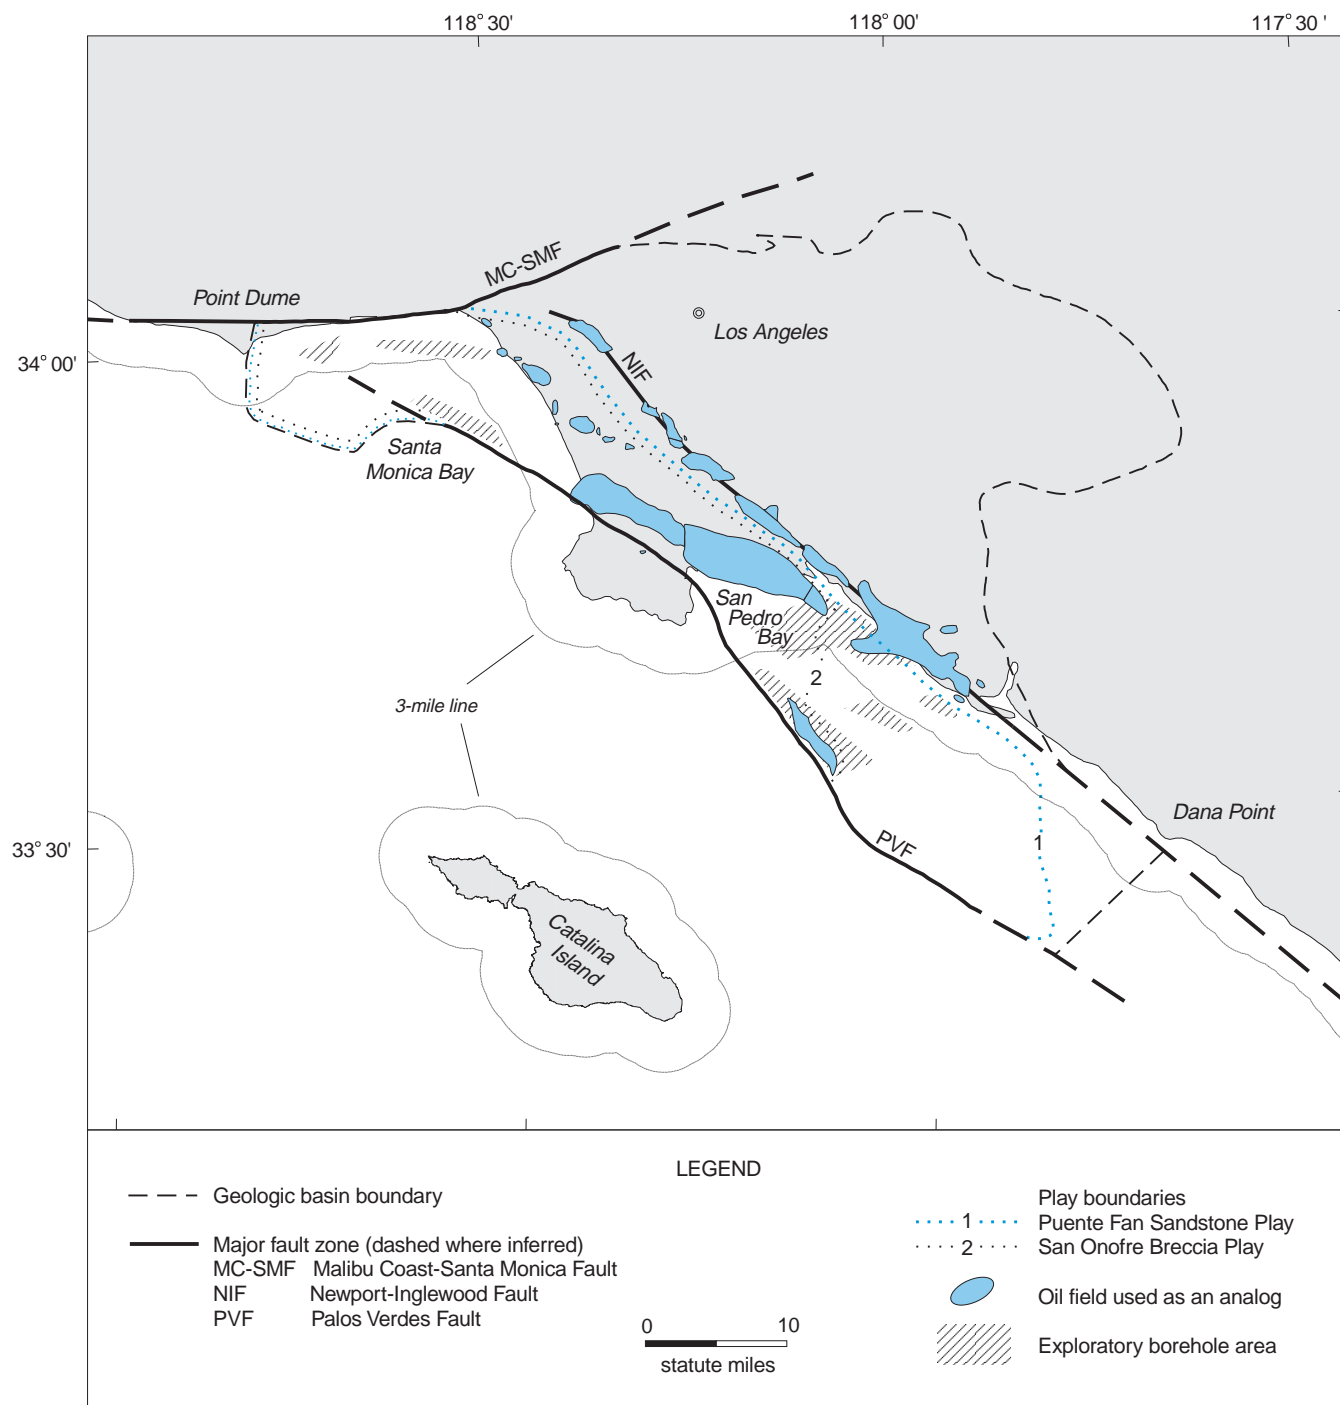 118° 30'
118° 00'
117° 30'
MC-SMF
Point Dume
Los Angeles
34° 00'
NIF
Santa
Monica Bay
San
Pedro
Bay
2
3-mile line
Dana Point
33° 30'
PVF
1
Catalina
Island
LEGEND
Geologic basin boundary
Major fault zone (dashed where inferred)
MC-SMF Malibu Coast-Santa Monica Fault
NIF Newport-Inglewood Fault
PVF Palos Verdes Fault
0 10
statute miles
Play boundaries
1 Puente Fan Sandstone Play
2 San Onofre Breccia Play
Oil field used as an analog
Exploratory borehole area